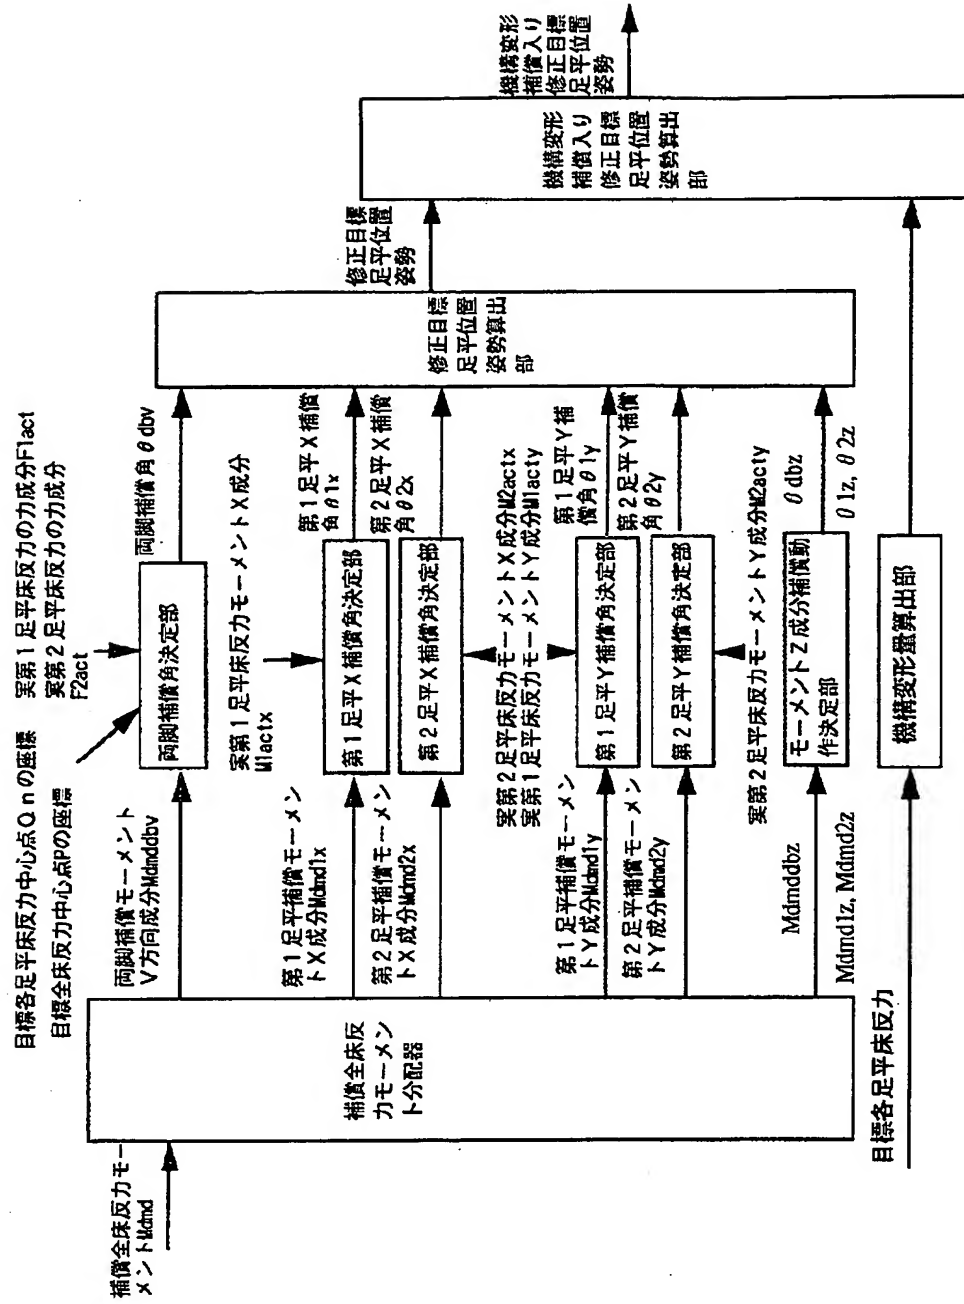 目標各足平床反力中心点Qnの座標
目標全床反力中心点Pの座標
実第1足平床反力の力成分F1act
実第2足平床反力の力成分
F2act
補償全床反力モー
メントMdmd
補償全床反
力モーメン
ト分配器
両脚補償モーメント
V方向成分Mdmddbv
両脚補償角決定部
両脚補償角θdbv
実第1足平床反力モーメントX成分
M1actx
第1足平補償モーメン
トX成分Mdmd1x
第1足平X補償角決定部
第1足平X補償
角θ1x
第2足平補償モーメン
トX成分Mdmd2x
第2足平X補償角決定部
第2足平X補償
角θ2x
実第2足平床反力モーメントX成分M2actx
実第1足平床反力モーメントY成分M1acty
第1足平補償モーメン
トY成分Mdmd1y
第1足平Y補償角決定部
第1足平Y補
償角θ1y
第2足平補償モーメン
トY成分Mdmd2y
第2足平Y補償角決定部
第2足平Y補償
角θ2y
実第2足平床反力モーメントY成分M2acty
Mdmddbz
Mdmd1z, Mdmd2z
モーメントZ成分補償動
作決定部
θdbz
θ1z, θ2z
目標各足平床反力
機構変形量算出部
修正目標
足平位置
姿勢算出
部
修正目標
足平位置
姿勢
機構変形
補償入り
修正目標
足平位置
姿勢算出
部
機構変形
補償入り
修正目標
足平位置
姿勢